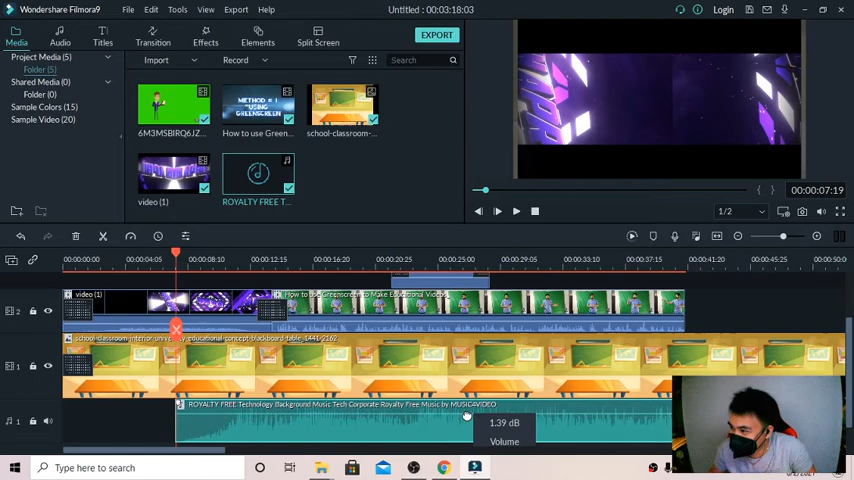 Wondershare Filmora9 File Edit Tools View Export Help Untitled : 00:03:18:03 Login
Media Audio Titles Transition Effects Elements Split Screen EXPORT
Project Media (5)
Folder (5)
Shared Media (0)
Folder (0)
Sample Colors (15)
Sample Video (20)
Import Record Search
6M3MSBIRQ6JZ... How to use Green... school-classroom-...
METHOD # 1
"USING
GREENSCREEN
video (1) ROYALTY FREE T...
00:00:07:19
1/2
00:00:00:00 00:00:04:05 00:00:08:10 00:00:12:15 00:00:16:20 00:00:20:25 00:00:25:00 00:00:29:05 00:00:33:10 00:00:37:15 00:00:41:20 00:00:45:25 00:00:50:0
2 video (1) How to use Greenscreen to Make Educational Videos
1 school-classroom-interior-university-educational-concept-blackboard-table_1441-2162
1 ROYALTY FREE Technology Background Music Tech Corporate Royalty Free Music by MUSIC4VIDEO
1.39 dB
Volume
Type here to search